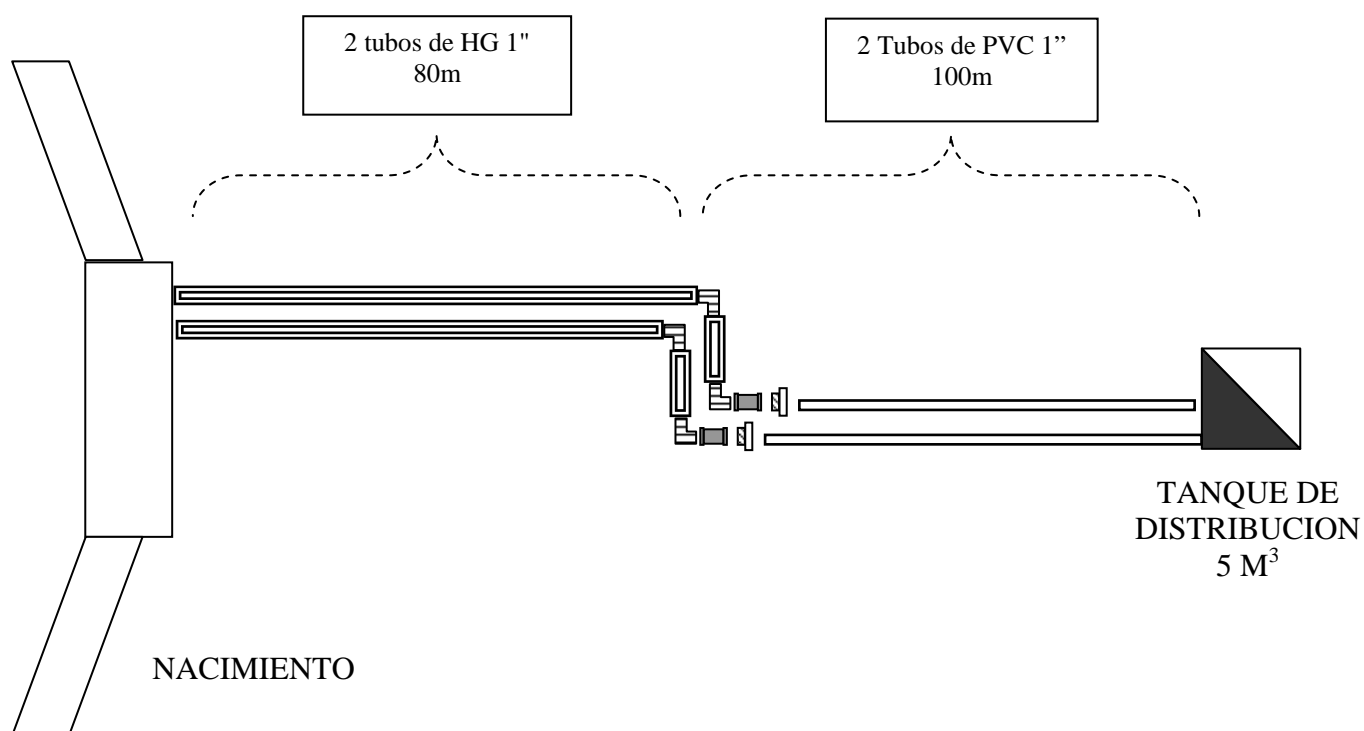 2 tubos de HG 1"
80m
2 Tubos de PVC 1”
100m
TANQUE DE
DISTRIBUCION
5 M³
NACIMIENTO